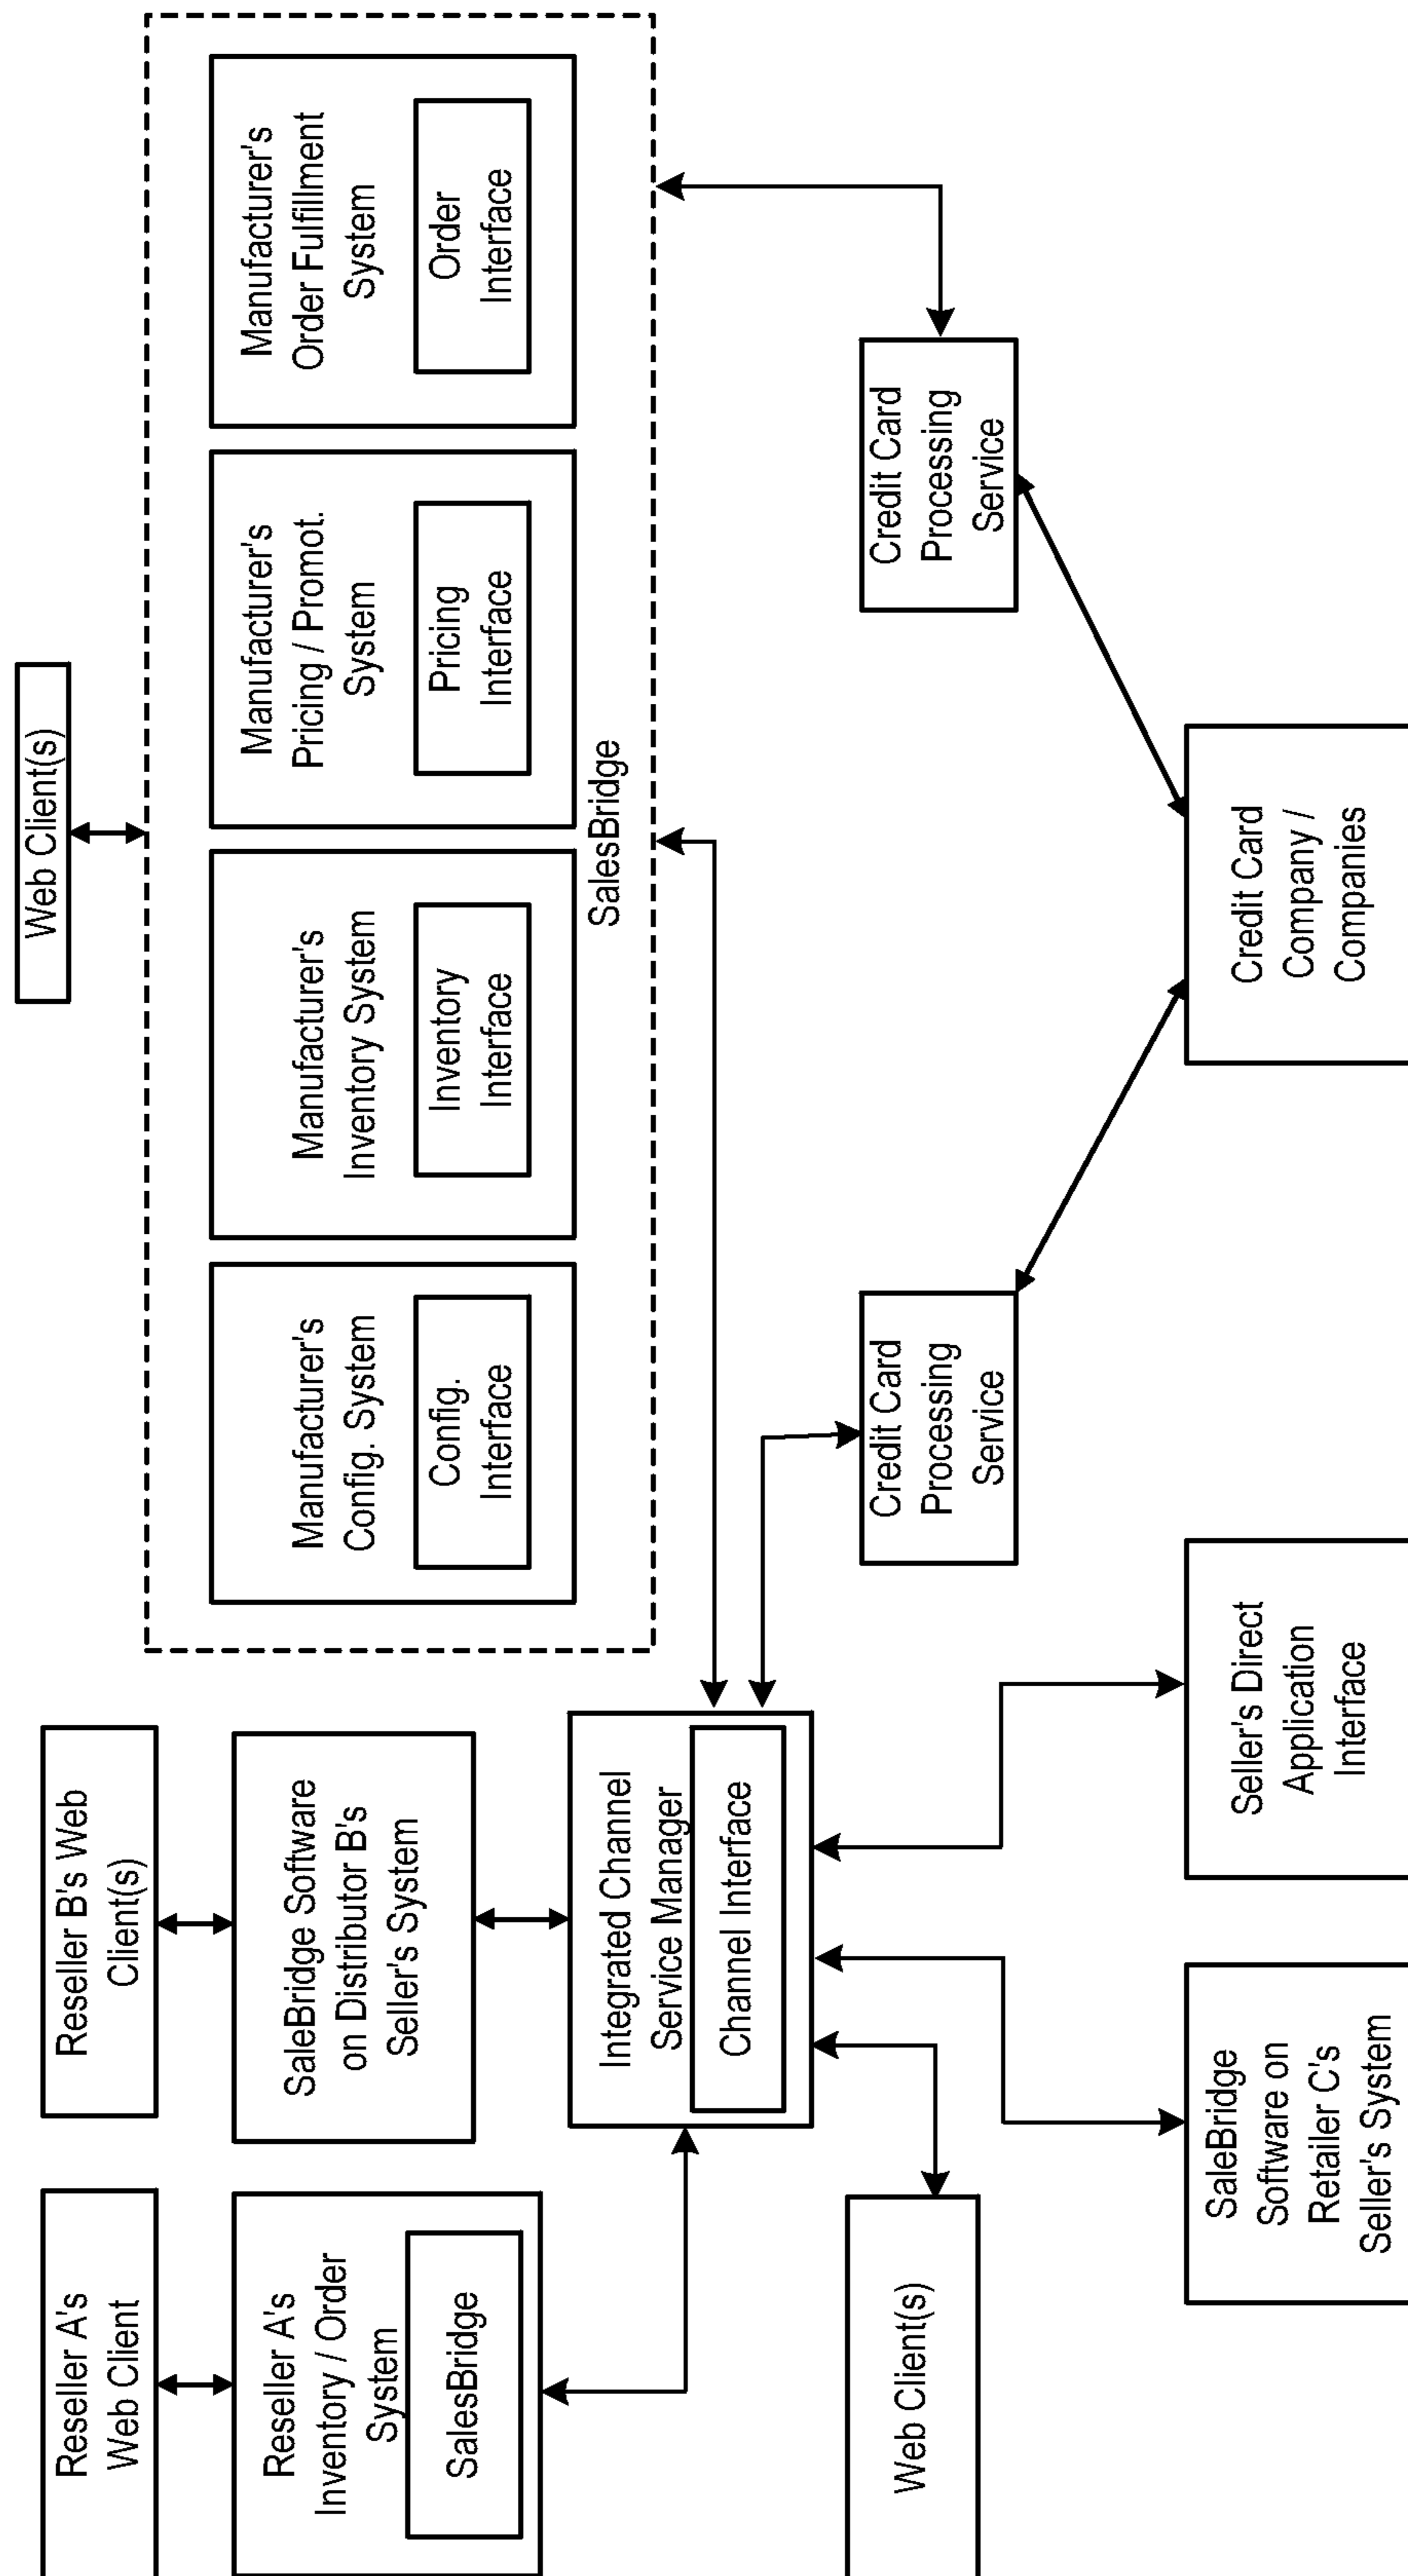 Reseller A's
Web Client
Reseller B's Web
Client(s)
Web Client(s)
Reseller A's
Inventory / Order
System
SalesBridge
SaleBridge Software
on Distributor B's
Seller's System
Manufacturer's
Config. System
Config.
Interface
Manufacturer's
Inventory System
Inventory
Interface
Manufacturer's
Pricing / Promot.
System
Pricing
Interface
Manufacturer's
Order Fulfillment
System
Order
Interface
SalesBridge
Integrated Channel
Service Manager
Channel Interface
Web Client(s)
Credit Card
Processing
Service
Credit Card
Processing
Service
SaleBridge
Software on
Retailer C's
Seller's System
Seller's Direct
Application
Interface
Credit Card
Company /
Companies